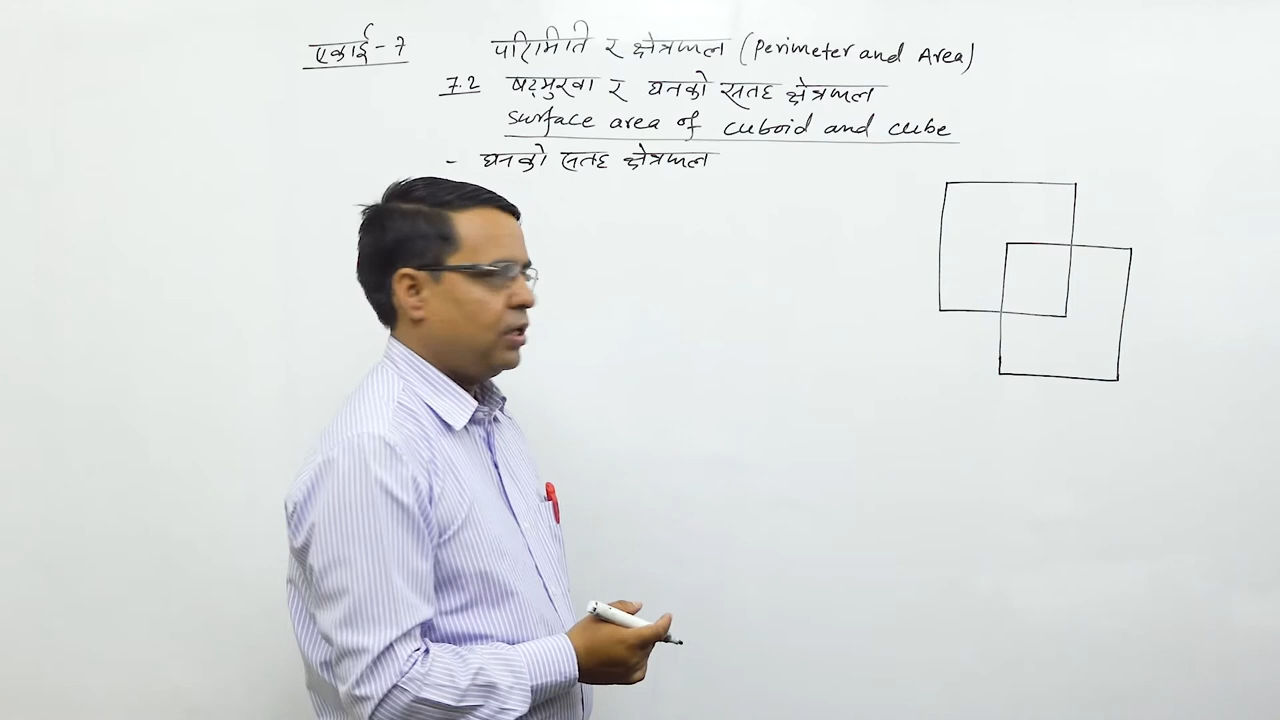 एकाई - 7
परिमिति र क्षेत्रफल (Perimeter and Area)
7.2 षट्मुखा र घनको सतह क्षेत्रफल
Surface area of cuboid and cube
- घनको सतह क्षेत्रफल